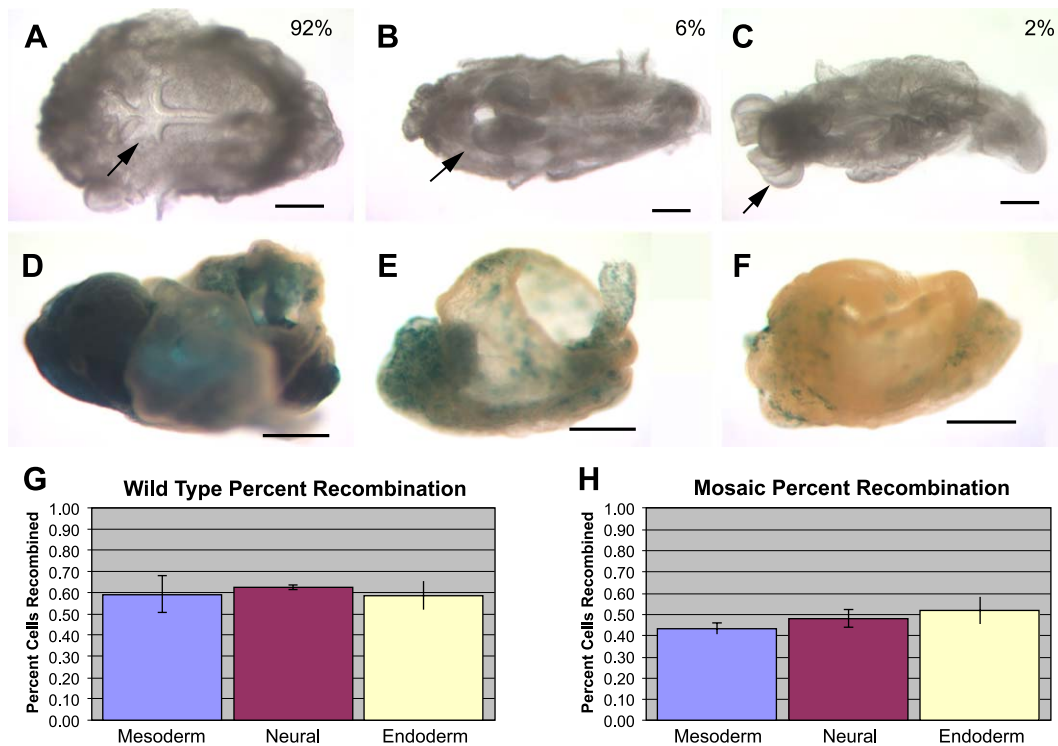 A
92%
B
6%
C
2%
D
E
F
G
Wild Type Percent Recombination
Percent Cells Recombined
1.00
0.90
0.80
0.70
0.60
0.50
0.40
0.30
0.20
0.10
0.00
Mesoderm
Neural
Endoderm
H
Mosaic Percent Recombination
Percent Cells Recombined
1.00
0.90
0.80
0.70
0.60
0.50
0.40
0.30
0.20
0.10
0.00
Mesoderm
Neural
Endoderm